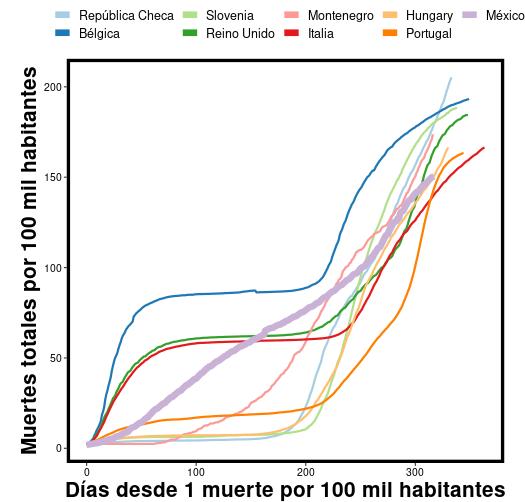 República Checa Slovenia Montenegro Hungary México
Bélgica Reino Unido Italia Portugal
Muertes totales por 100 mil habitantes
200
150
100
50
0
0 100 200 300
Días desde 1 muerte por 100 mil habitantes